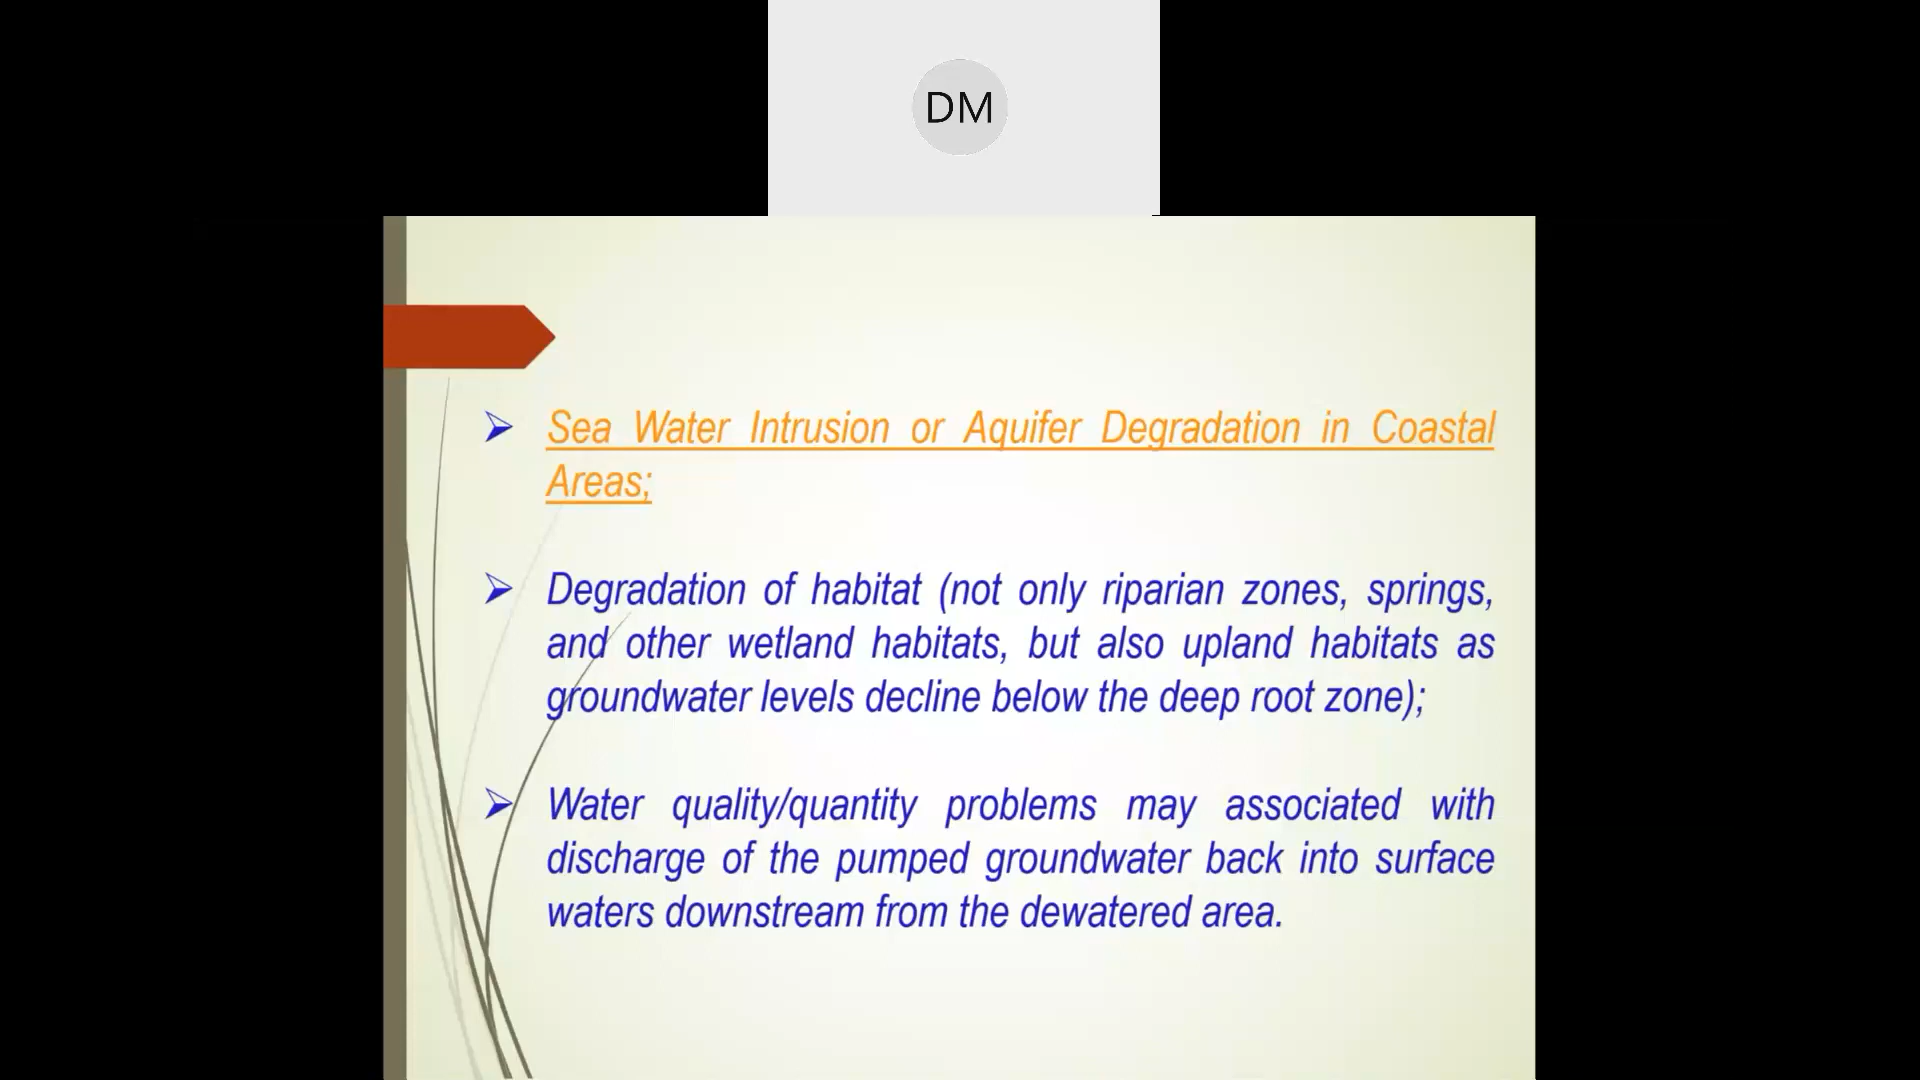 DM
Sea Water Intrusion or Aquifer Degradation in Coastal
Areas;
Degradation of habitat (not only riparian zones, springs,
and other wetland habitats, but also upland habitats as
groundwater levels decline below the deep root zone);
Water quality/quantity problems may associated with
discharge of the pumped groundwater back into surface
waters downstream from the dewatered area.